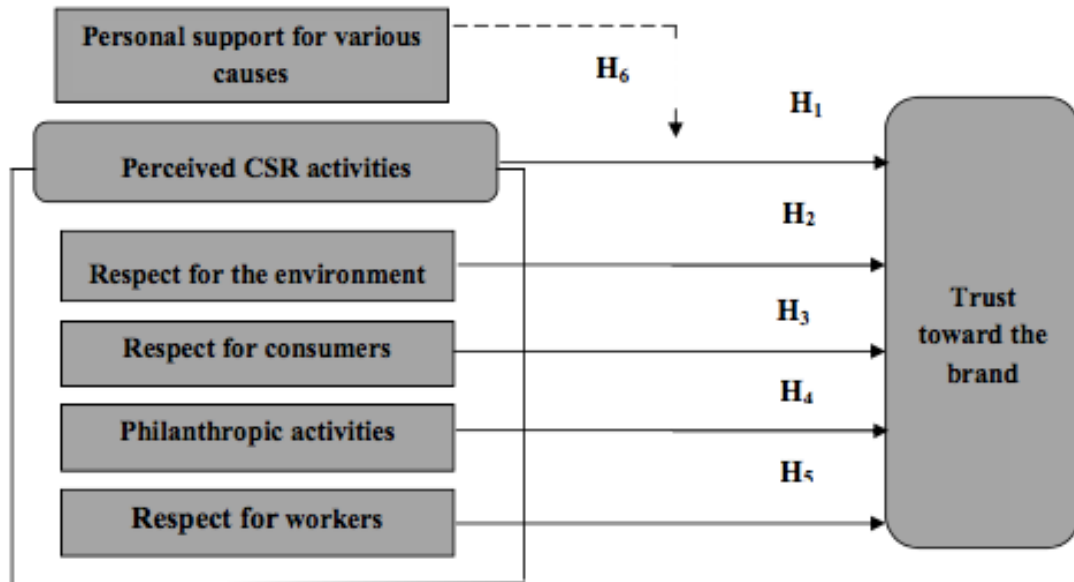 Personal support for various
causes
H₆
H₁
Perceived CSR activities
H₂
Respect for the environment
H₃
Respect for consumers
Trust
toward the
brand
H₄
Philanthropic activities
H₅
Respect for workers